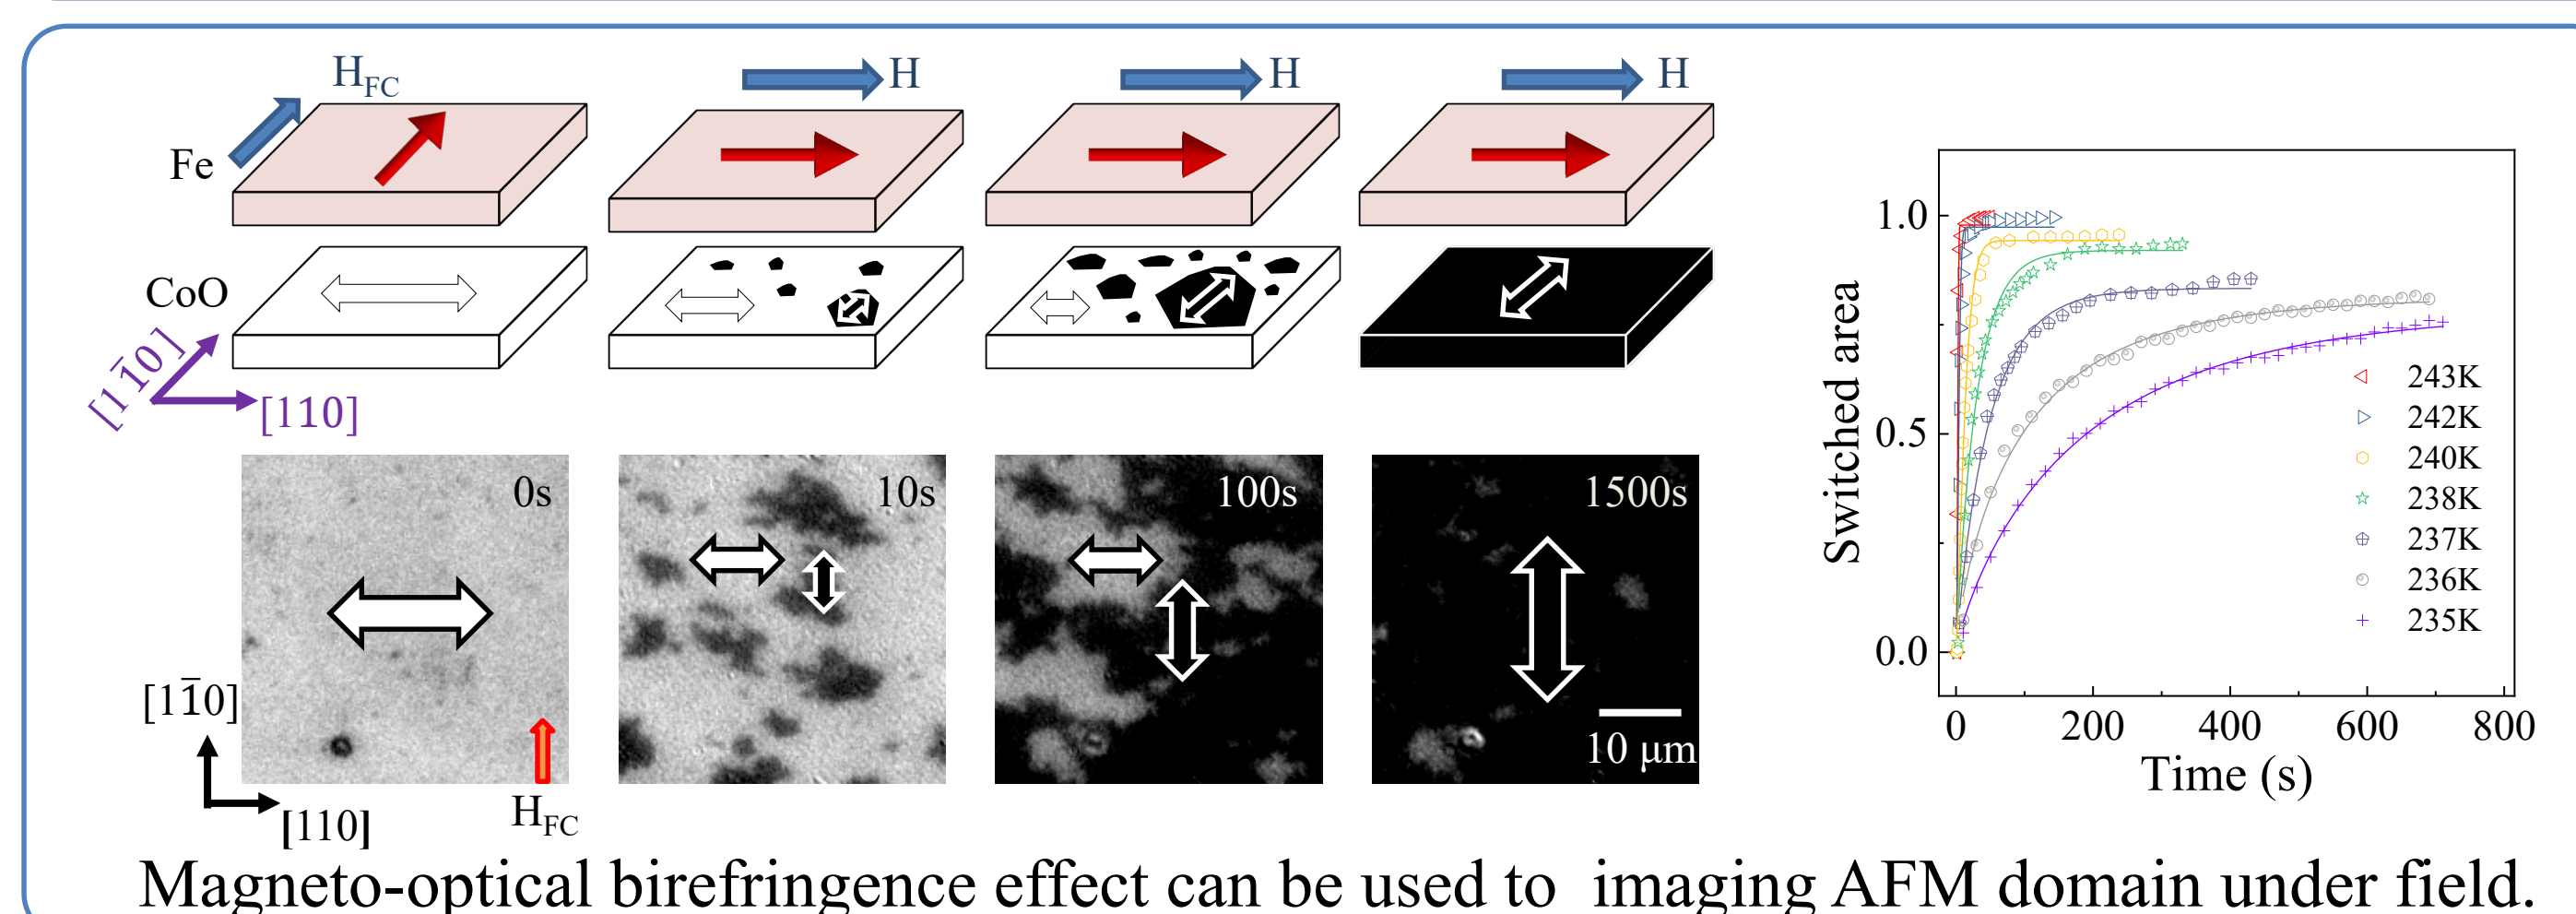 H_FC
H
H
H
Fe
CoO
[11̄0]
[110]
0s
10s
100s
1500s
[11̄0]
[110]
H_FC
10 μm
Switched area
1.0
0.5
0.0
243K
242K
240K
238K
237K
236K
235K
0 200 400 600 800
Time (s)
Magneto-optical birefringence effect can be used to imaging AFM domain under field.